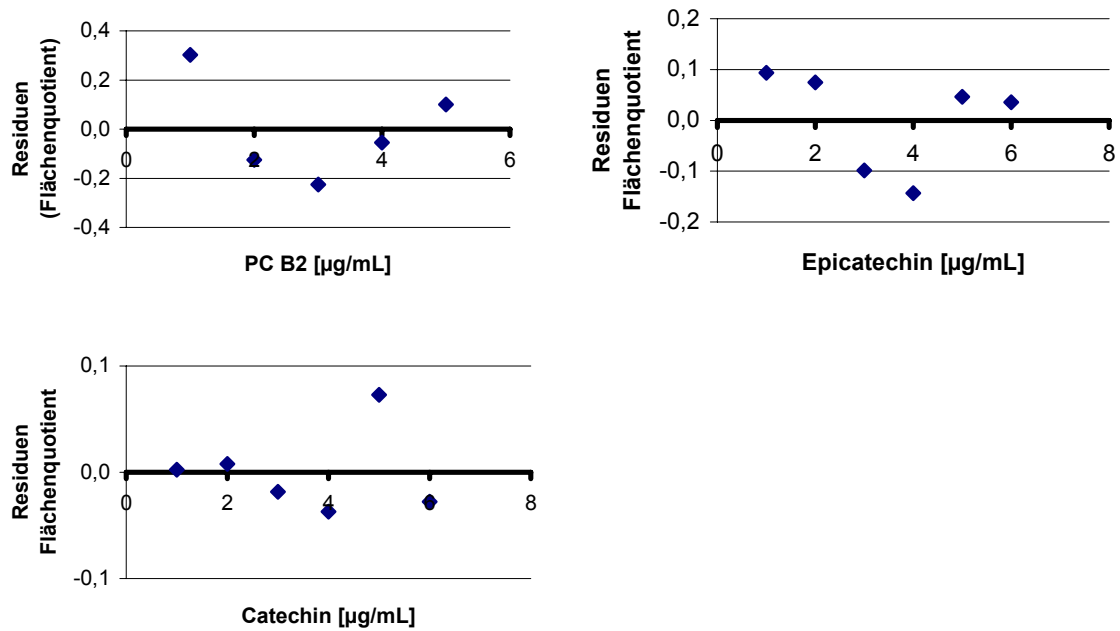 Residuen
(Flächenquotient)
0,4
0,2
0,0
-0,2
-0,4
0 2 4 6
PC B2 [µg/mL]
Residuen
Flächenquotient
0,2
0,1
0,0
-0,1
-0,2
0 2 4 6 8
Epicatechin [µg/mL]
Residuen
Flächenquotient
0,1
0,0
-0,1
0 2 4 6 8
Catechin [µg/mL]